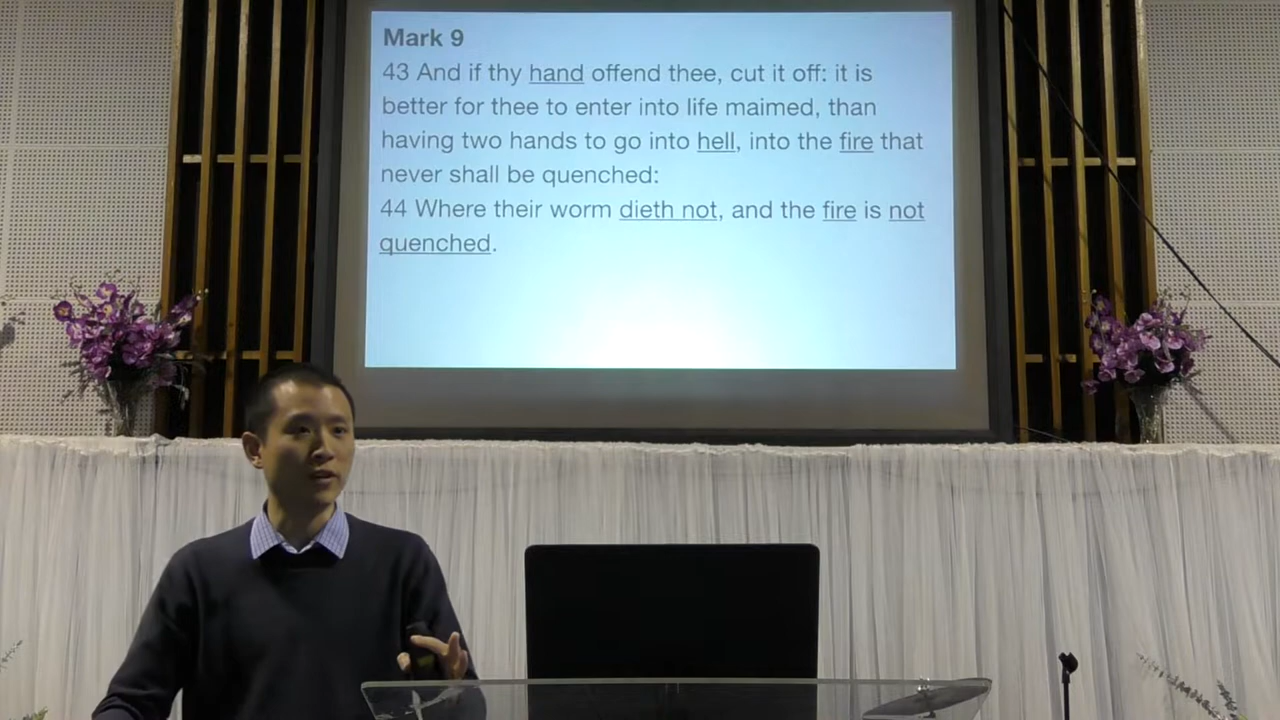 Mark 9
43 And if thy hand offend thee, cut it off: it is
better for thee to enter into life maimed, than
having two hands to go into hell, into the fire that
never shall be quenched:
44 Where their worm dieth not, and the fire is not
quenched.